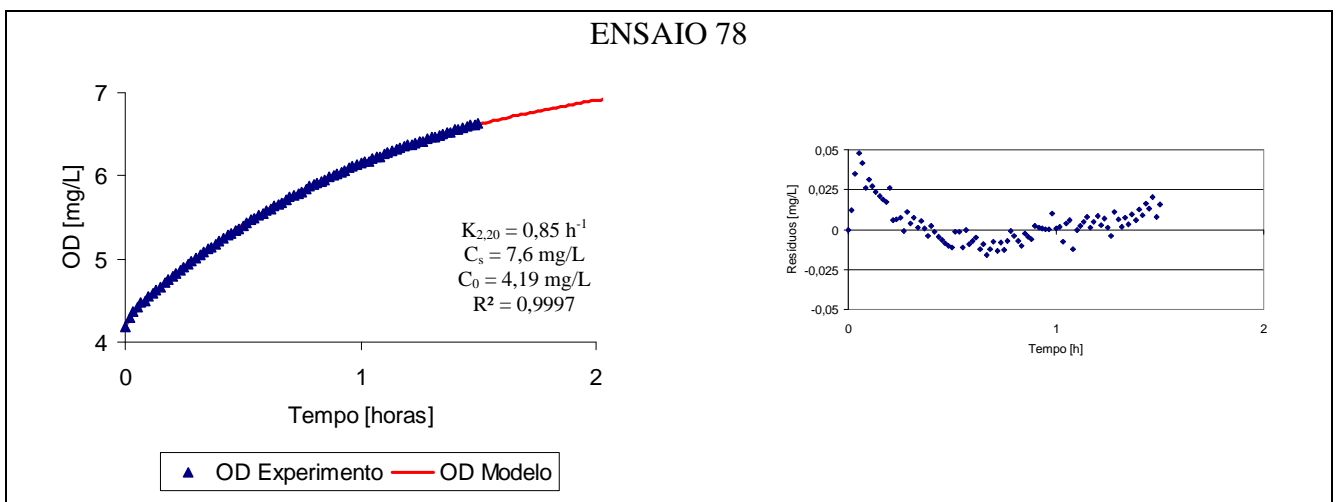 ENSAIO 78
7
6
5
4
OD [mg/L]
0
1
2
Tempo [horas]
K2,20 = 0,85 h-1
Cs = 7,6 mg/L
C0 = 4,19 mg/L
R² = 0,9997
OD Experimento
OD Modelo
0,05
0,025
0
-0,025
-0,05
Resíduos [mg/L]
0
1
2
Tempo [h]